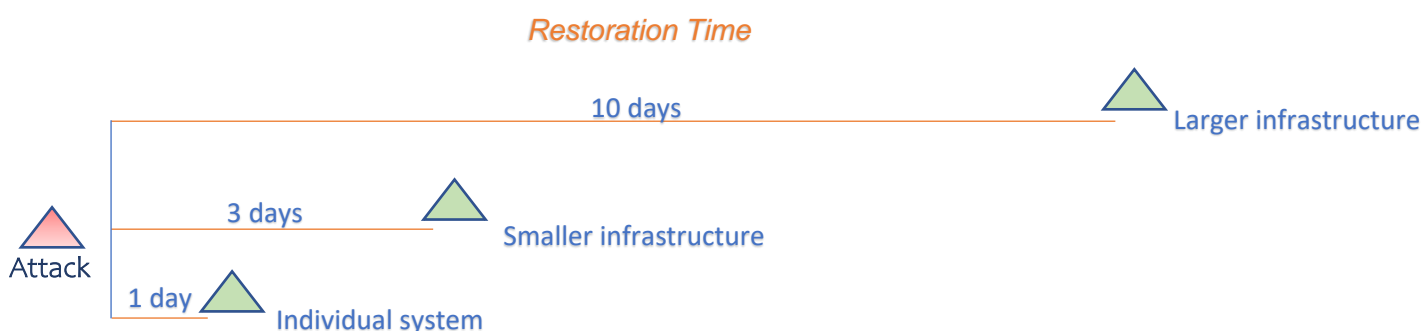 Restoration Time
10 days
Larger infrastructure
3 days
Smaller infrastructure
Attack
1 day
Individual system